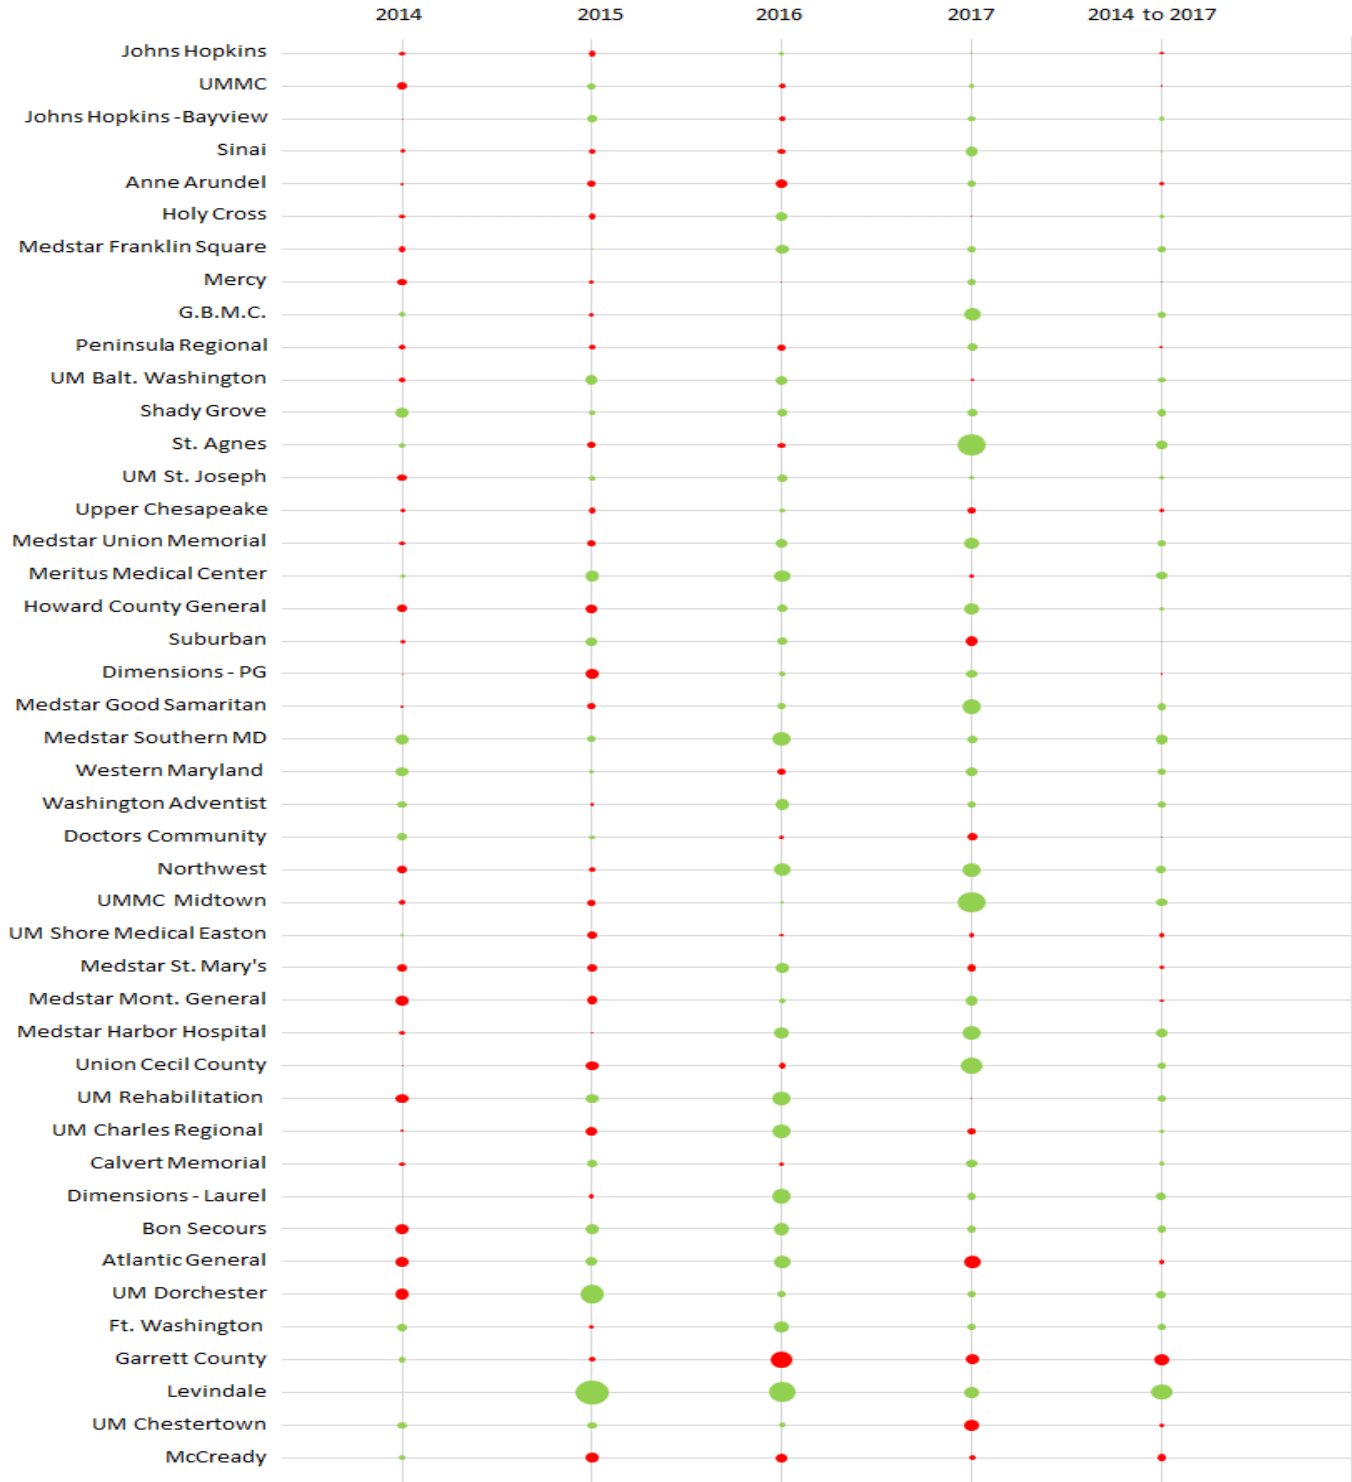 2014 2015 2016 2017 2014 to 2017
Johns Hopkins
UMMC
Johns Hopkins -Bayview
Sinai
Anne Arundel
Holy Cross
Medstar Franklin Square
Mercy
G.B.M.C.
Peninsula Regional
UM Balt. Washington
Shady Grove
St. Agnes
UM St. Joseph
Upper Chesapeake
Medstar Union Memorial
Meritus Medical Center
Howard County General
Suburban
Dimensions - PG
Medstar Good Samaritan
Medstar Southern MD
Western Maryland
Washington Adventist
Doctors Community
Northwest
UMMC Midtown
UM Shore Medical Easton
Medstar St. Mary's
Medstar Mont. General
Medstar Harbor Hospital
Union Cecil County
UM Rehabilitation
UM Charles Regional
Calvert Memorial
Dimensions - Laurel
Bon Secours
Atlantic General
UM Dorchester
Ft. Washington
Garrett County
Levindale
UM Chestertown
McCready